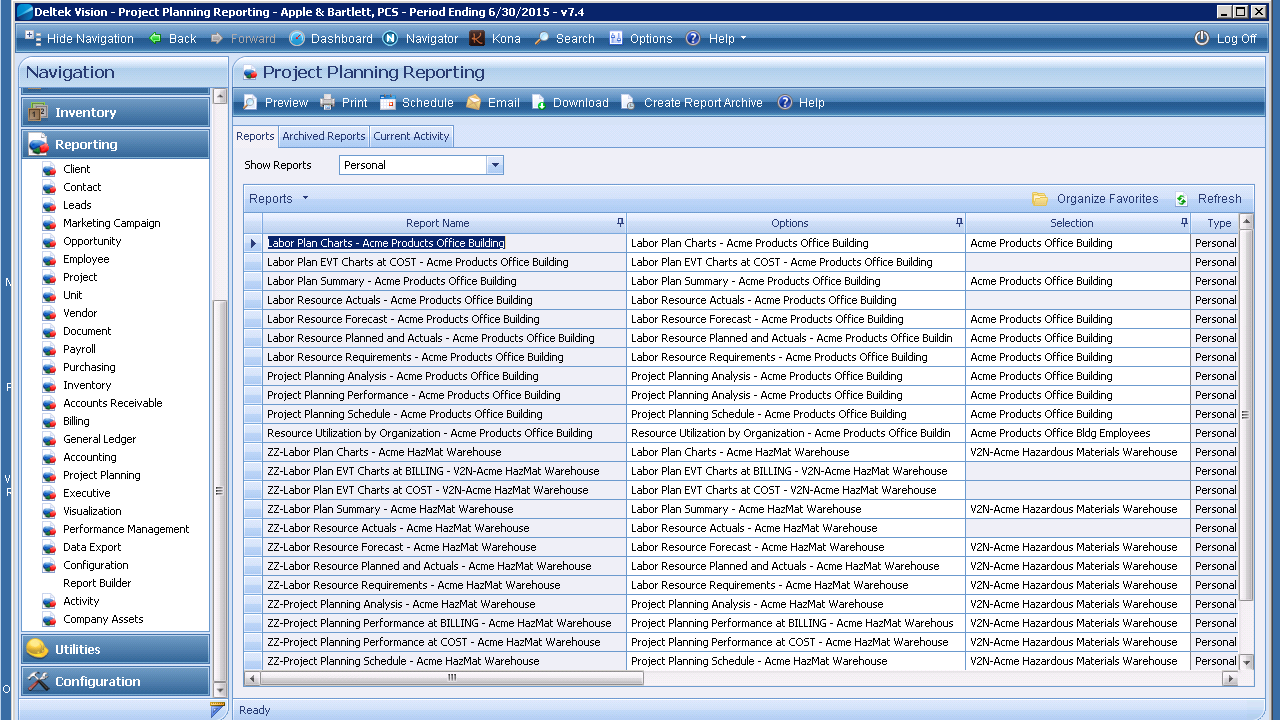 Deltek Vision - Project Planning Reporting - Apple & Bartlett, PCS - Period Ending 6/30/2015 - v7.4
Hide Navigation Back Forward Dashboard Navigator Kona Search Options Help Log Off
Navigation
Inventory
Reporting
Client
Contact
Leads
Marketing Campaign
Opportunity
Employee
Project
Unit
Vendor
Document
Payroll
Purchasing
Inventory
Accounts Receivable
Billing
General Ledger
Accounting
Project Planning
Executive
Visualization
Performance Management
Data Export
Configuration
Report Builder
Activity
Company Assets
Utilities
Configuration
Project Planning Reporting
Preview Print Schedule Email Download Create Report Archive Help
Reports Archived Reports Current Activity
Show Reports Personal
Reports Organize Favorites Refresh
Report Name Options Selection Type
Labor Plan Charts - Acme Products Office Building Labor Plan Charts - Acme Products Office Building Acme Products Office Building Personal
Labor Plan EVT Charts at COST - Acme Products Office Building Labor Plan EVT Charts at COST - Acme Products Office Building Personal
Labor Plan Summary - Acme Products Office Building Labor Plan Summary - Acme Products Office Building Acme Products Office Building Personal
Labor Resource Actuals - Acme Products Office Building Labor Resource Actuals - Acme Products Office Building Personal
Labor Resource Forecast - Acme Products Office Building Labor Resource Forecast - Acme Products Office Building Acme Products Office Building Personal
Labor Resource Planned and Actuals - Acme Products Office Building Labor Resource Planned and Actuals - Acme Products Office Buildin Acme Products Office Building Personal
Labor Resource Requirements - Acme Products Office Building Labor Resource Requirements - Acme Products Office Building Acme Products Office Building Personal
Project Planning Analysis - Acme Products Office Building Project Planning Analysis - Acme Products Office Building Acme Products Office Building Personal
Project Planning Performance - Acme Products Office Building Project Planning Analysis - Acme Products Office Building Acme Products Office Building Personal
Project Planning Schedule - Acme Products Office Building Project Planning Schedule - Acme Products Office Building Acme Products Office Building Personal
Resource Utilization by Organization - Acme Products Office Building Resource Utilization by Organization - Acme Products Office Buildin Acme Products Office Bldg Employees Personal
ZZ-Labor Plan Charts - Acme HazMat Warehouse Labor Plan Charts - Acme HazMat Warehouse V2N-Acme Hazardous Materials Warehouse Personal
ZZ-Labor Plan EVT Charts at BILLING - V2N-Acme HazMat Warehouse Labor Plan EVT Charts at BILLING - V2N-Acme HazMat Warehouse Personal
ZZ-Labor Plan EVT Charts at COST - V2N-Acme HazMat Warehouse Labor Plan EVT Charts at COST - V2N-Acme HazMat Warehouse Personal
ZZ-Labor Plan Summary - Acme HazMat Warehouse Labor Plan Summary - Acme HazMat Warehouse V2N-Acme Hazardous Materials Warehouse Personal
ZZ-Labor Resource Actuals - Acme HazMat Warehouse Labor Resource Actuals - Acme HazMat Warehouse Personal
ZZ-Labor Resource Forecast - Acme HazMat Warehouse Labor Resource Forecast - Acme HazMat Warehouse V2N-Acme Hazardous Materials Warehouse Personal
ZZ-Labor Resource Planned and Actuals - Acme HazMat Warehouse Labor Resource Planned and Actuals - Acme HazMat Warehouse V2N-Acme Hazardous Materials Warehouse Personal
ZZ-Labor Resource Requirements - Acme HazMat Warehouse Labor Resource Requirements - Acme HazMat Warehouse V2N-Acme Hazardous Materials Warehouse Personal
ZZ-Project Planning Analysis - Acme HazMat Warehouse Project Planning Analysis - Acme HazMat Warehouse V2N-Acme Hazardous Materials Warehouse Personal
ZZ-Project Planning Performance at BILLING - Acme HazMat Warehouse Project Planning Performance at BILLING - Acme HazMat Warehous V2N-Acme Hazardous Materials Warehouse Personal
ZZ-Project Planning Performance at COST - Acme HazMat Warehouse Project Planning Performance at COST - Acme HazMat Warehouse V2N-Acme Hazardous Materials Warehouse Personal
ZZ-Project Planning Schedule - Acme HazMat Warehouse Project Planning Schedule - Acme HazMat Warehouse V2N-Acme Hazardous Materials Warehouse Personal
Ready